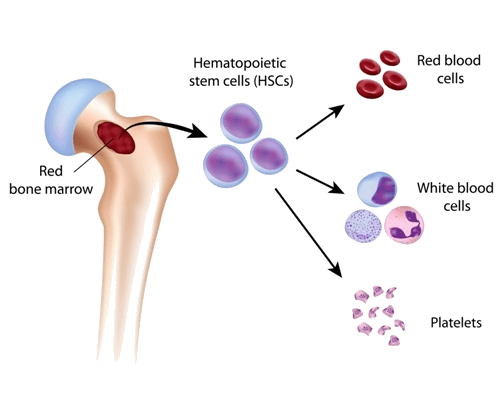 Hematopoietic
stem cells (HSCs)
Red blood
cells
Red
bone marrow
White blood
cells
Platelets